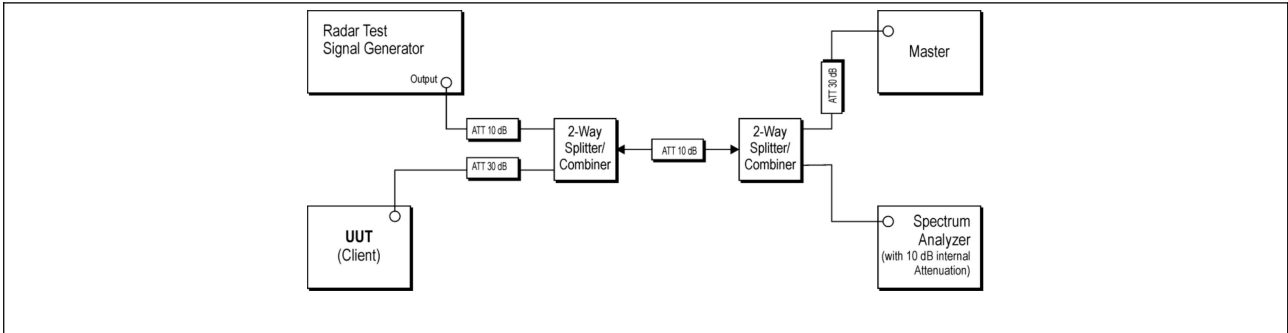 Radar Test
Signal Generator
Output
ATT 10 dB
ATT 30 dB
UUT
(Client)
2-Way
Splitter/
Combiner
ATT 10 dB
2-Way
Splitter/
Combiner
ATT 30 dB
Master
Spectrum
Analyzer
(with 10 dB internal
Attenuation)